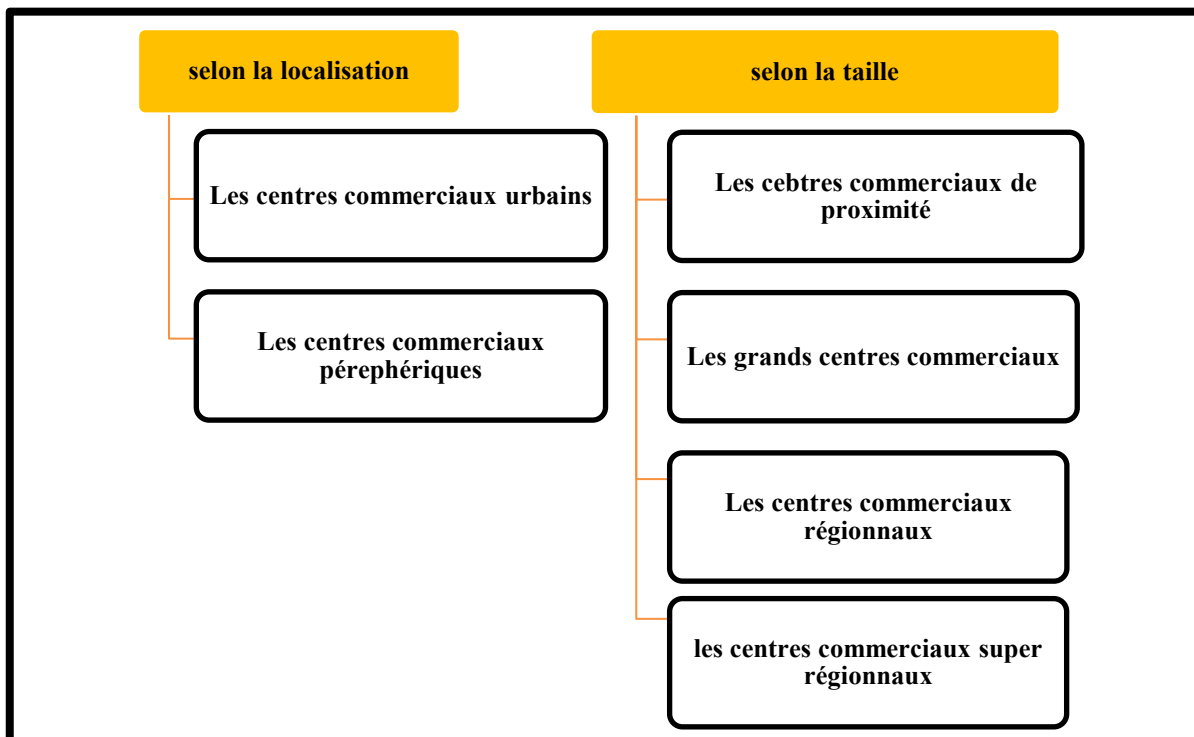 selon la localisation
Les centres commerciaux urbains
Les centres commerciaux
pérephériques
selon la taille
Les cebtres commerciaux de
proximité
Les grands centres commerciaux
Les centres commerciaux
régionnaux
les centres commerciaux super
régionnaux